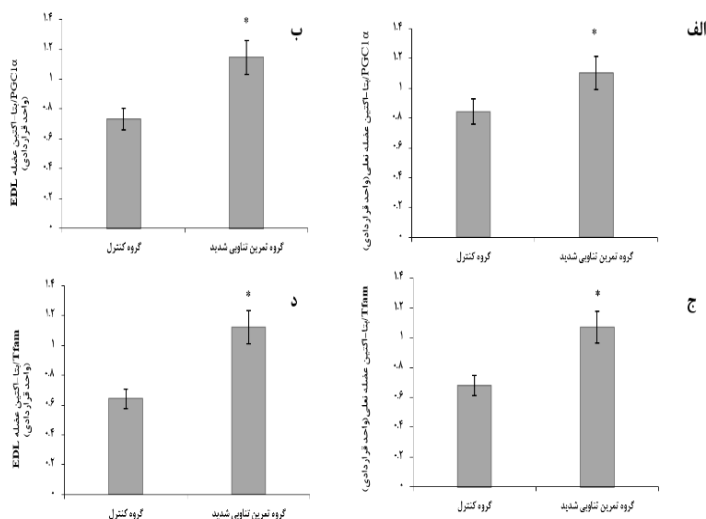 الف
PGC1α/بتا-اکتین عضله نعلی(واحد قراردادی)
۱.۴
۱.۲
۱
۰.۸
۰.۶
۰.۴
۰.۲
۰
*
گروه کنترل
گروه تمرین تناوبی شدید
ب
PGC1α/بتا-اکتین عضله EDL
(واحد قراردادی)
۱.۴
۱.۲
۱
۰.۸
۰.۶
۰.۴
۰.۲
۰
*
گروه کنترل
گروه تمرین تناوبی شدید
ج
Tfam/بتا-اکتین عضله نعلی(واحد قراردادی)
۱.۴
۱.۲
۱
۰.۸
۰.۶
۰.۴
۰.۲
۰
*
گروه کنترل
گروه تمرین تناوبی شدید
د
Tfam/بتا-اکتین عضله EDL
(واحد قراردادی)
۱.۴
۱.۲
۱
۰.۸
۰.۶
۰.۴
۰.۲
۰
*
گروه کنترل
گروه تمرین تناوبی شدید